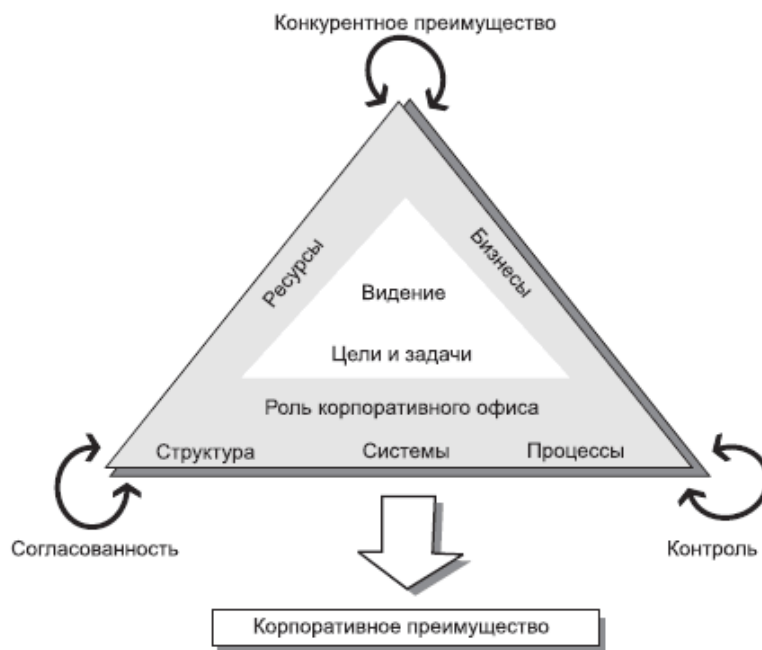 Конкурентное преимущество
Ресурсы
Бизнесы
Видение
Цели и задачи
Роль корпоративного офиса
Структура
Системы
Процессы
Согласованность
Контроль
Корпоративное преимущество